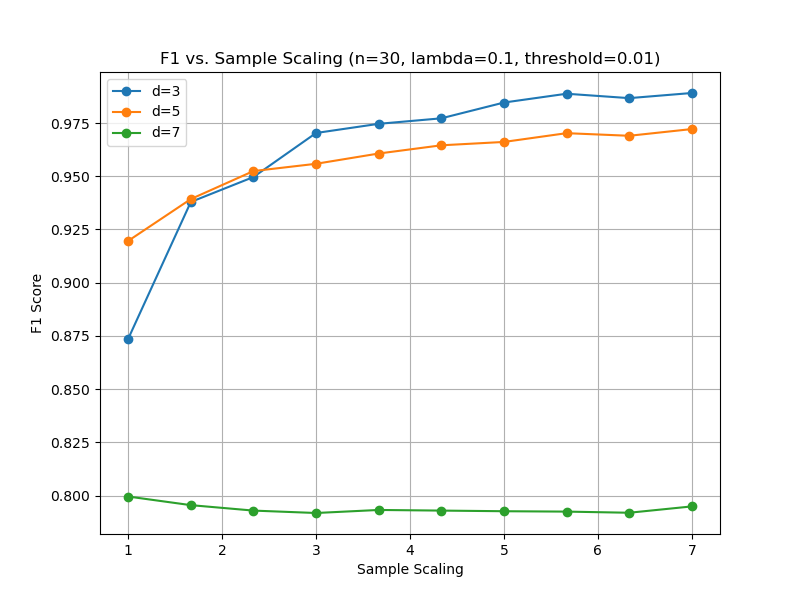 F1 vs. Sample Scaling (n=30, lambda=0.1, threshold=0.01)
d=3
d=5
d=7
F1 Score
0.975
0.950
0.925
0.900
0.875
0.850
0.825
0.800
1 2 3 4 5 6 7
Sample Scaling